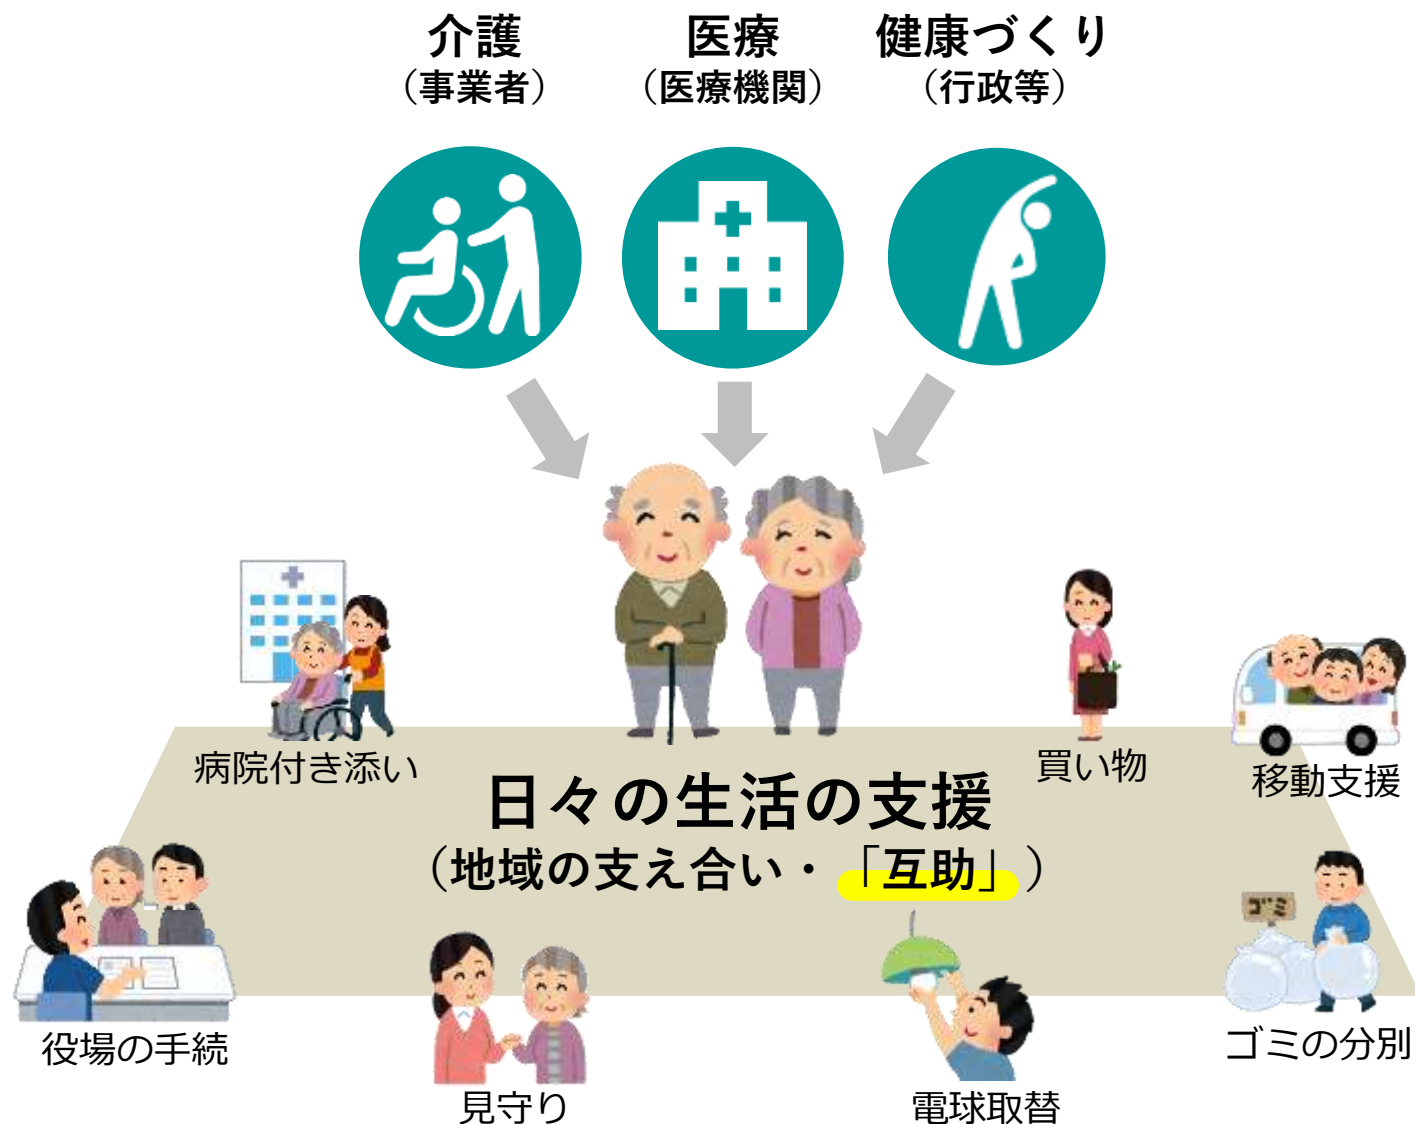 介護
（事業者）
医療
（医療機関）
健康づくり
（行政等）
病院付き添い
買い物
移動支援
日々の生活の支援
（地域の支え合い・「互助」）
ゴミ
役場の手続
見守り
電球取替
ゴミの分別